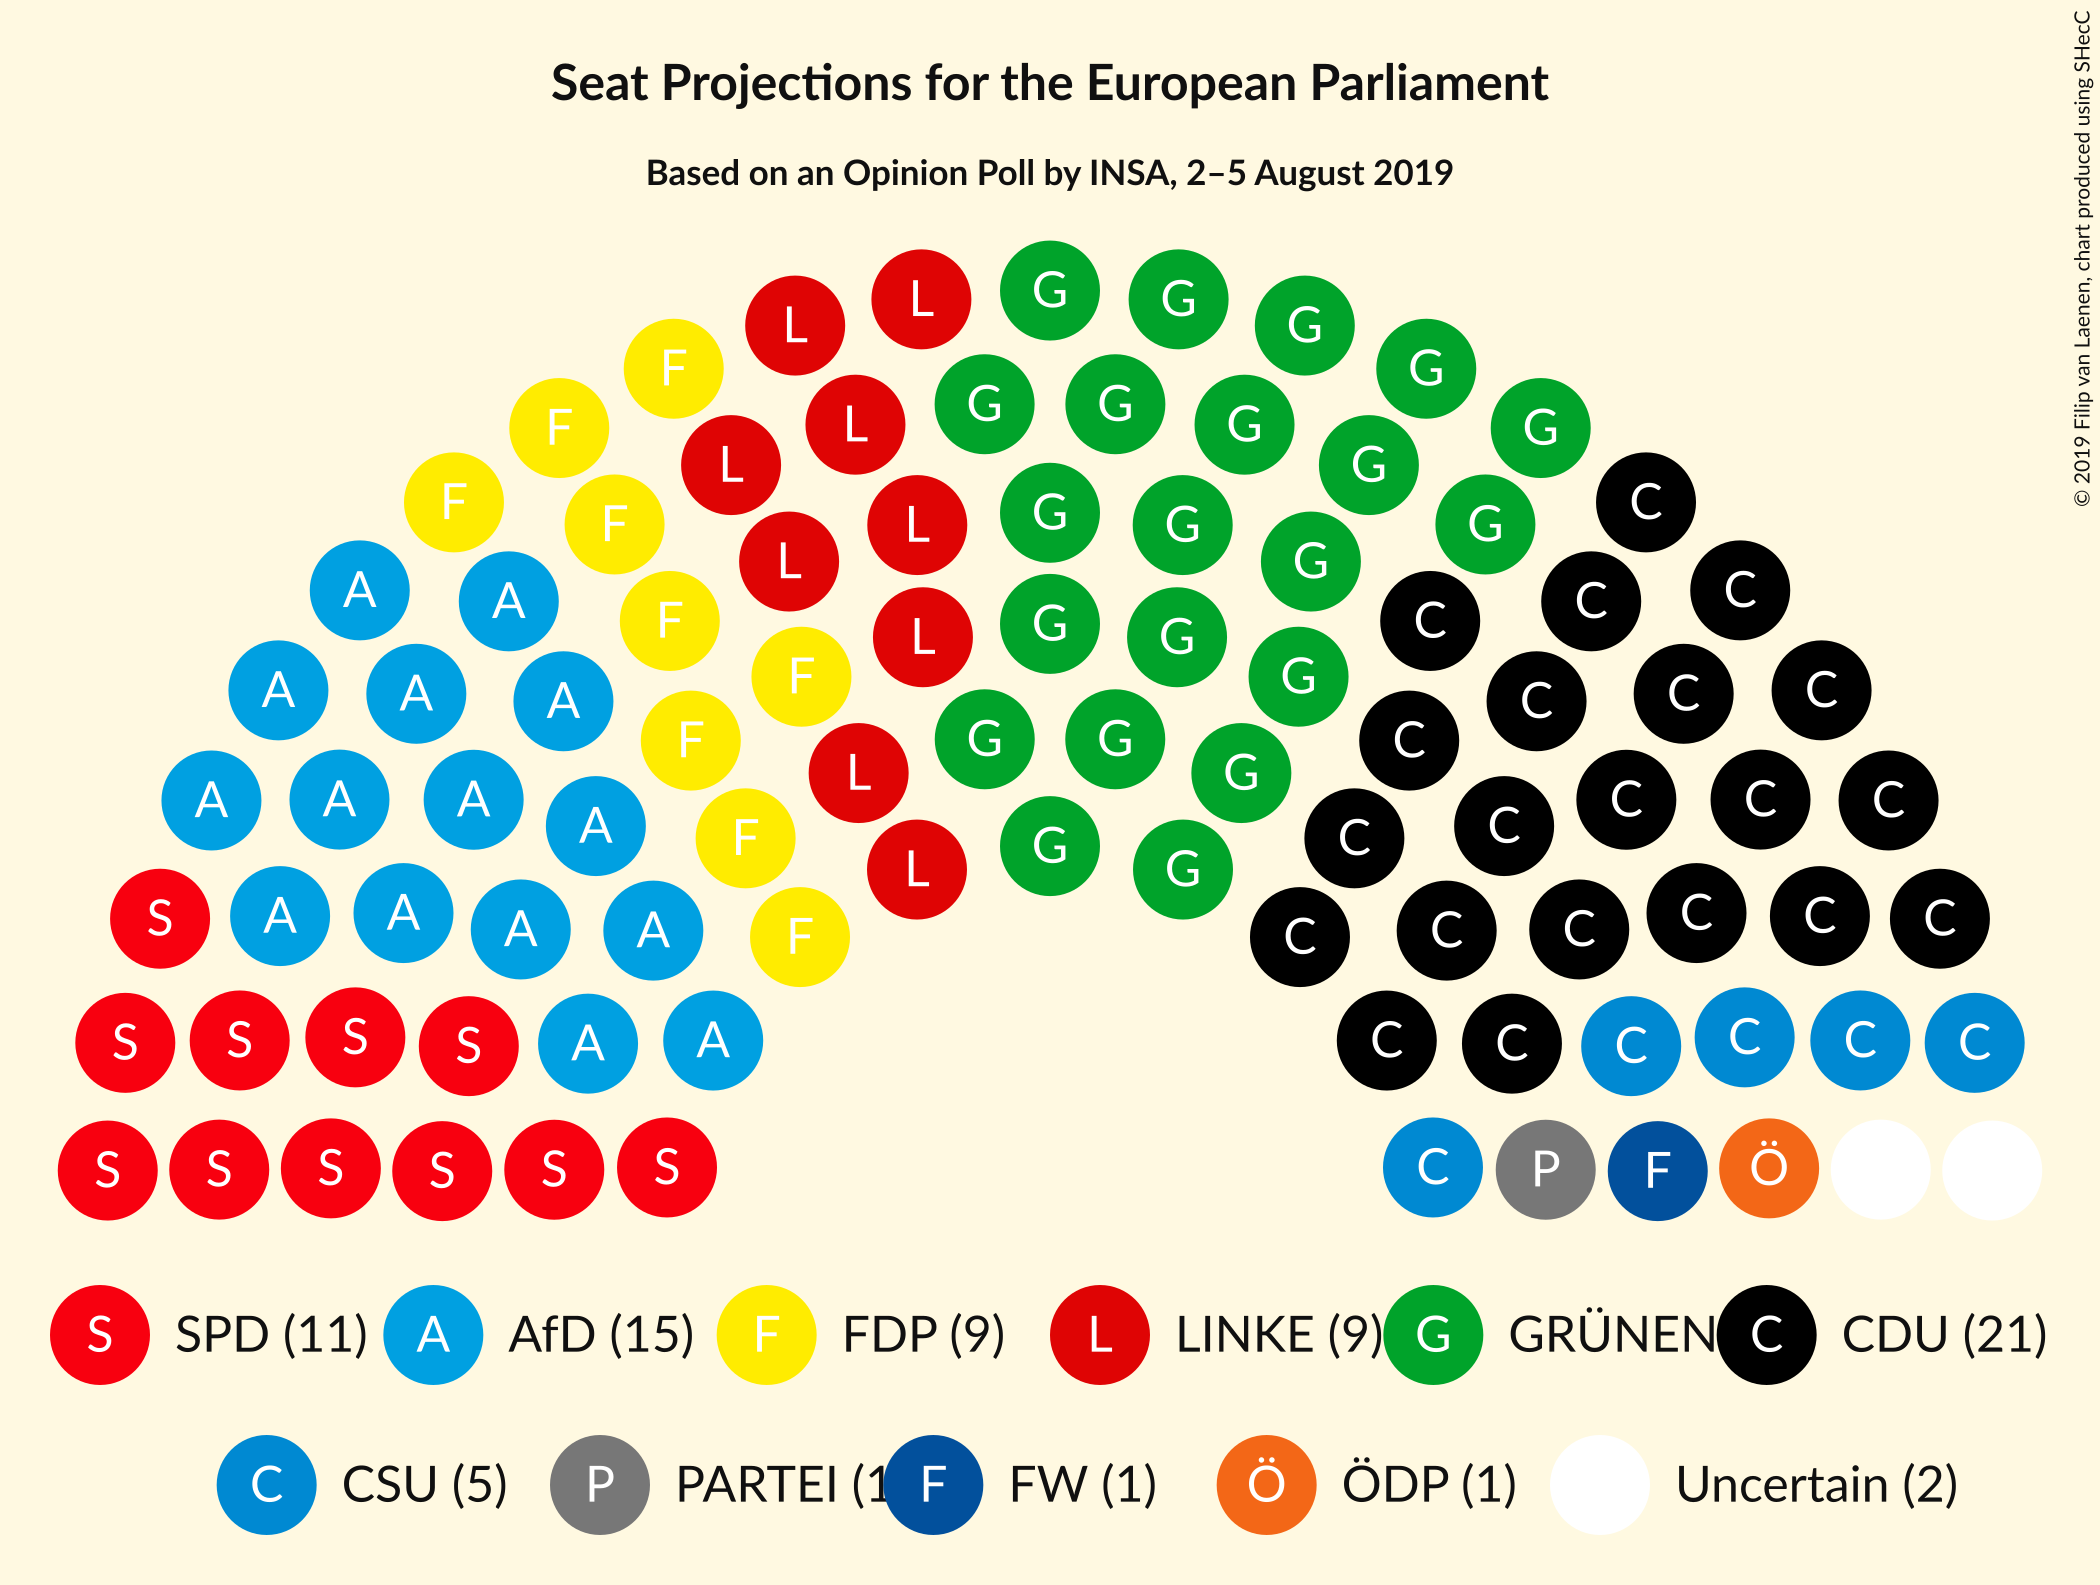 © 2019 Filip van Laenen, chart produced using SHecC
Seat Projections for the European Parliament
Based on an Opinion Poll by INSA, 2–5 August 2019
L L G G G
F G
F L G G G G
L G
F F L G G G C
A A L G C C
F L G G C
A A A F G C C C
F G G C
L G
A A A A F C C C C C
L G G
S A A A A F C C C C C C
S S S S A A C C C C C C
S S S S S S C P F Ö
S SPD (11) A AfD (15) F FDP (9) L LINKE (9) G GRÜNEN C CDU (21)
C CSU (5) P PARTEI (1 F FW (1) Ö ÖDP (1) Uncertain (2)